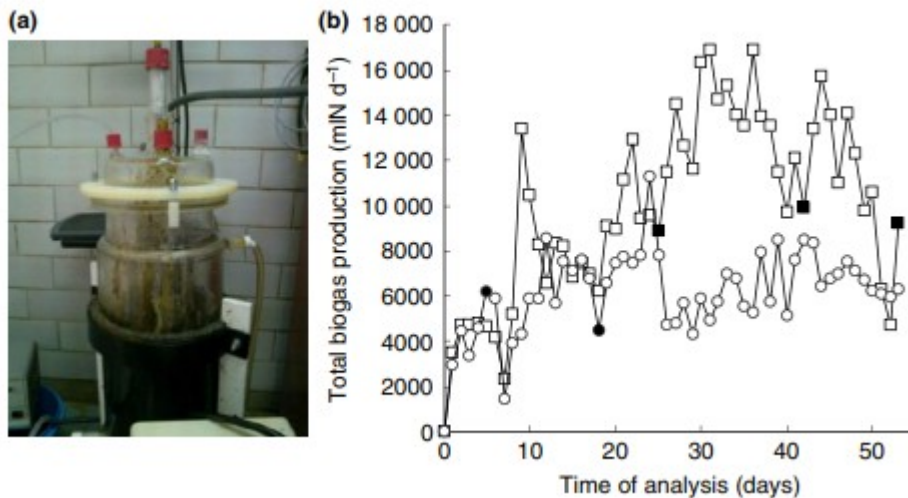 (a)
(b)
18 000
16 000
14 000
12 000
10 000
8000
6000
4000
2000
0
Total biogas production (mlN d–1)
0 10 20 30 40 50
Time of analysis (days)